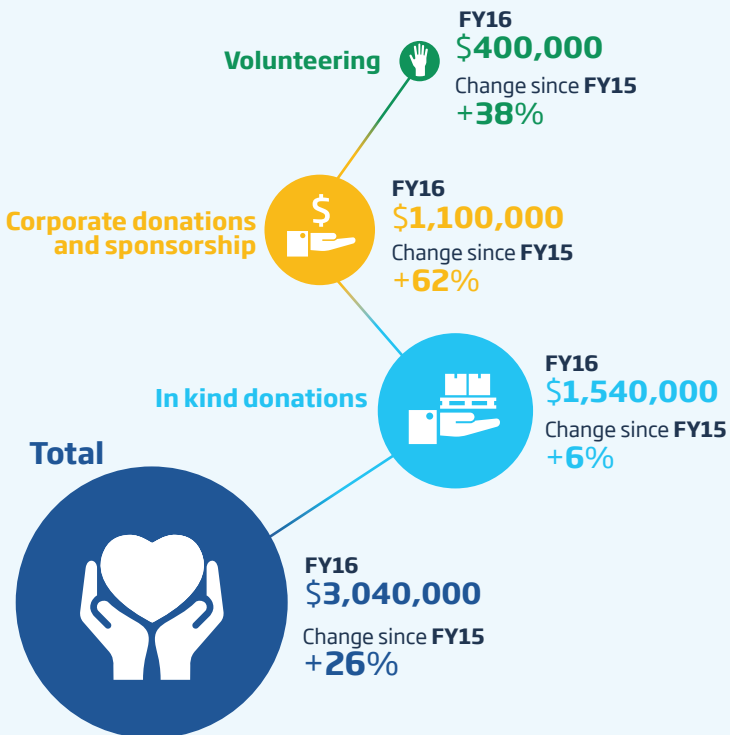 Volunteering
FY16
$400,000
Change since FY15
+38%
Corporate donations
and sponsorship
$
FY16
$1,100,000
Change since FY15
+62%
In kind donations
FY16
$1,540,000
Change since FY15
+6%
Total
FY16
$3,040,000
Change since FY15
+26%